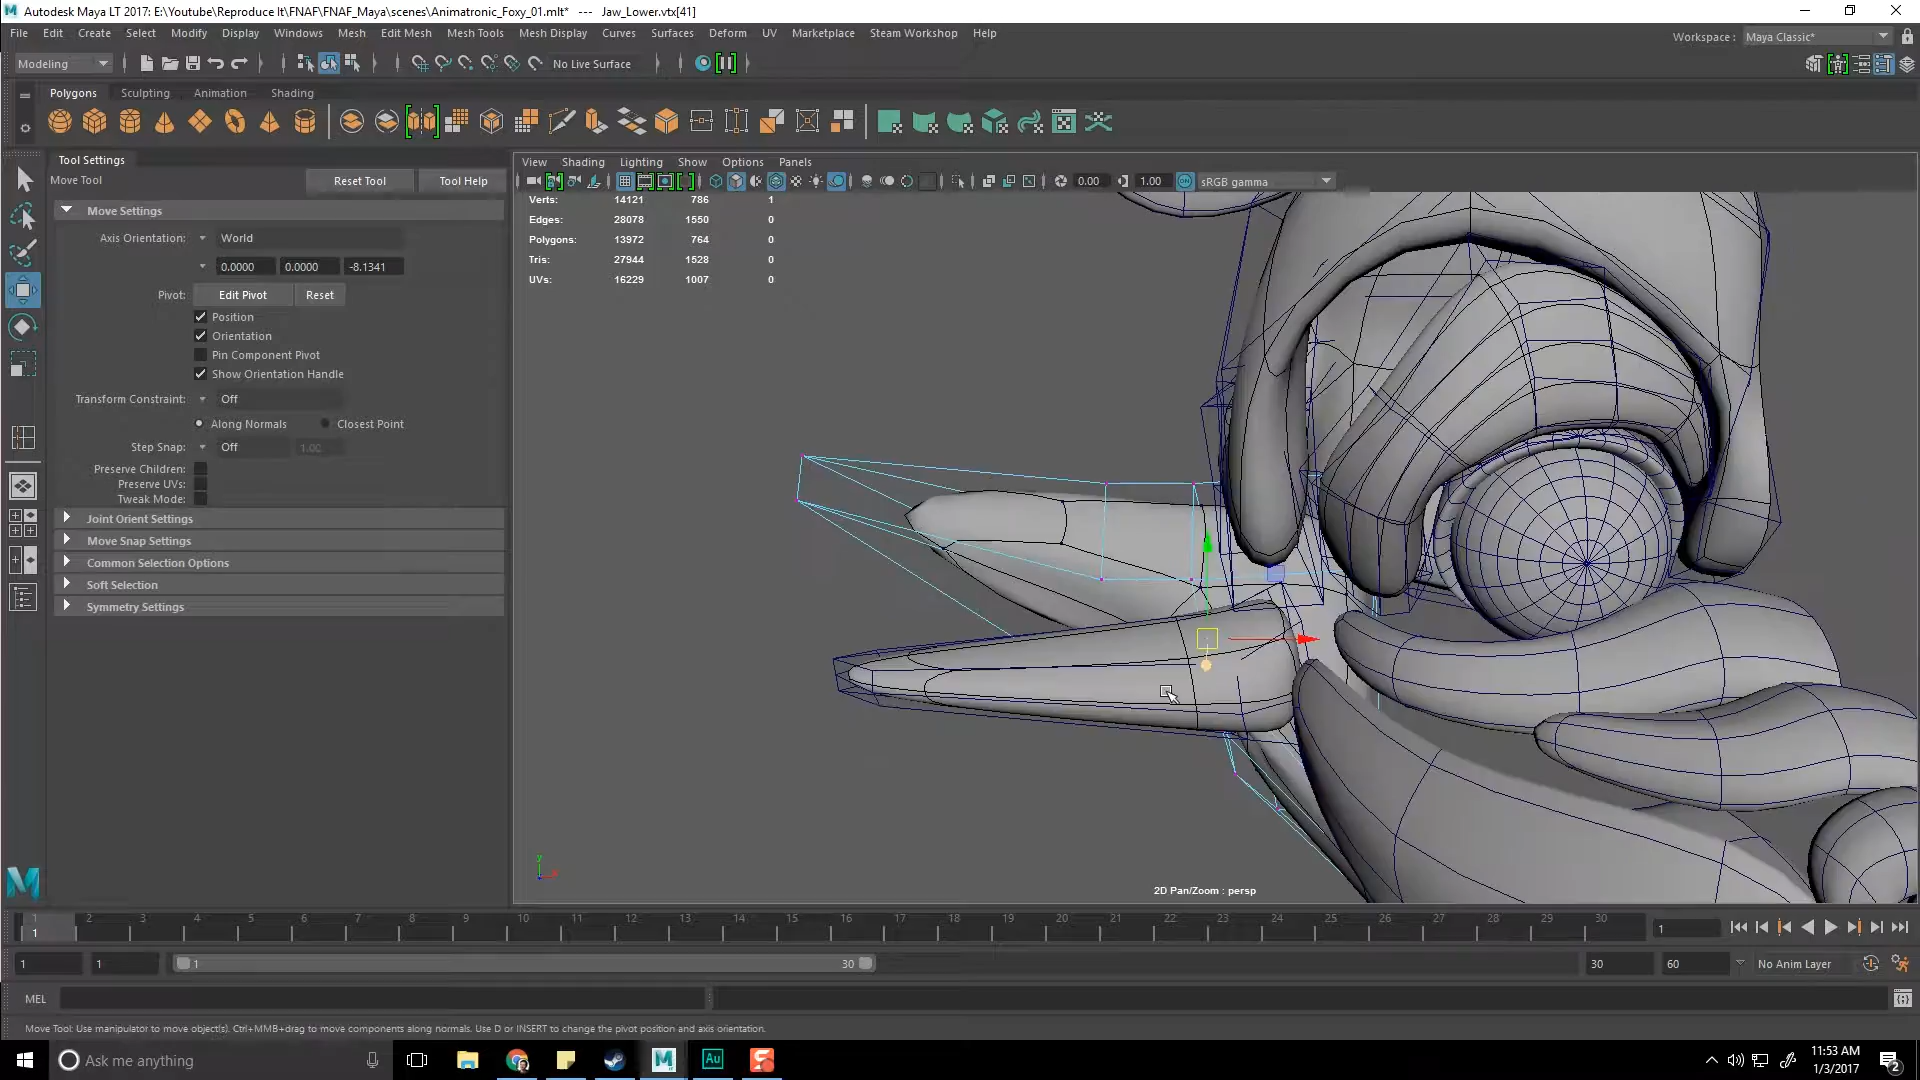 Autodesk Maya LT 2017: E:\Youtube\Reproduce It\FNAF\FNAF_Maya\scenes\Animatronic_Foxy_01.mlt* --- Jaw_Lower.vtx[41]
File Edit Create Select Modify Display Windows Mesh Edit Mesh Mesh Tools Mesh Display Curves Surfaces Deform UV Marketplace Steam Workshop Help
Workspace : Maya Classic*
Modeling No Live Surface
Polygons Sculpting Animation Shading
Tool Settings
Move Tool Reset Tool Tool Help
Move Settings
Axis Orientation: World
0.0000 0.0000 -8.1341
Pivot: Edit Pivot Reset
Position
Orientation
Pin Component Pivot
Show Orientation Handle
Transform Constraint: Off
Along Normals Closest Point
Step Snap: Off 1.00
Preserve Children:
Preserve UVs:
Tweak Mode:
Joint Orient Settings
Move Snap Settings
Common Selection Options
Soft Selection
Symmetry Settings
View Shading Lighting Show Options Panels
0.00 1.00 sRGB gamma
Verts: 14121 786 1
Edges: 28078 1550 0
Polygons: 13972 764 0
Tris: 27944 1528 0
UVs: 16229 1007 0
y
2D Pan/Zoom : persp
1 2 3 4 5 6 7 8 9 10 11 12 13 14 15 16 17 18 19 20 21 22 23 24 25 26 27 28 29 30
1 1
1 1 1 30 30 60 No Anim Layer
MEL
Move Tool: Use manipulator to move object(s). Ctrl+MMB+drag to move components along normals. Use D or INSERT to change the pivot position and axis orientation.
Ask me anything
Au
11:53 AM
1/3/2017
2